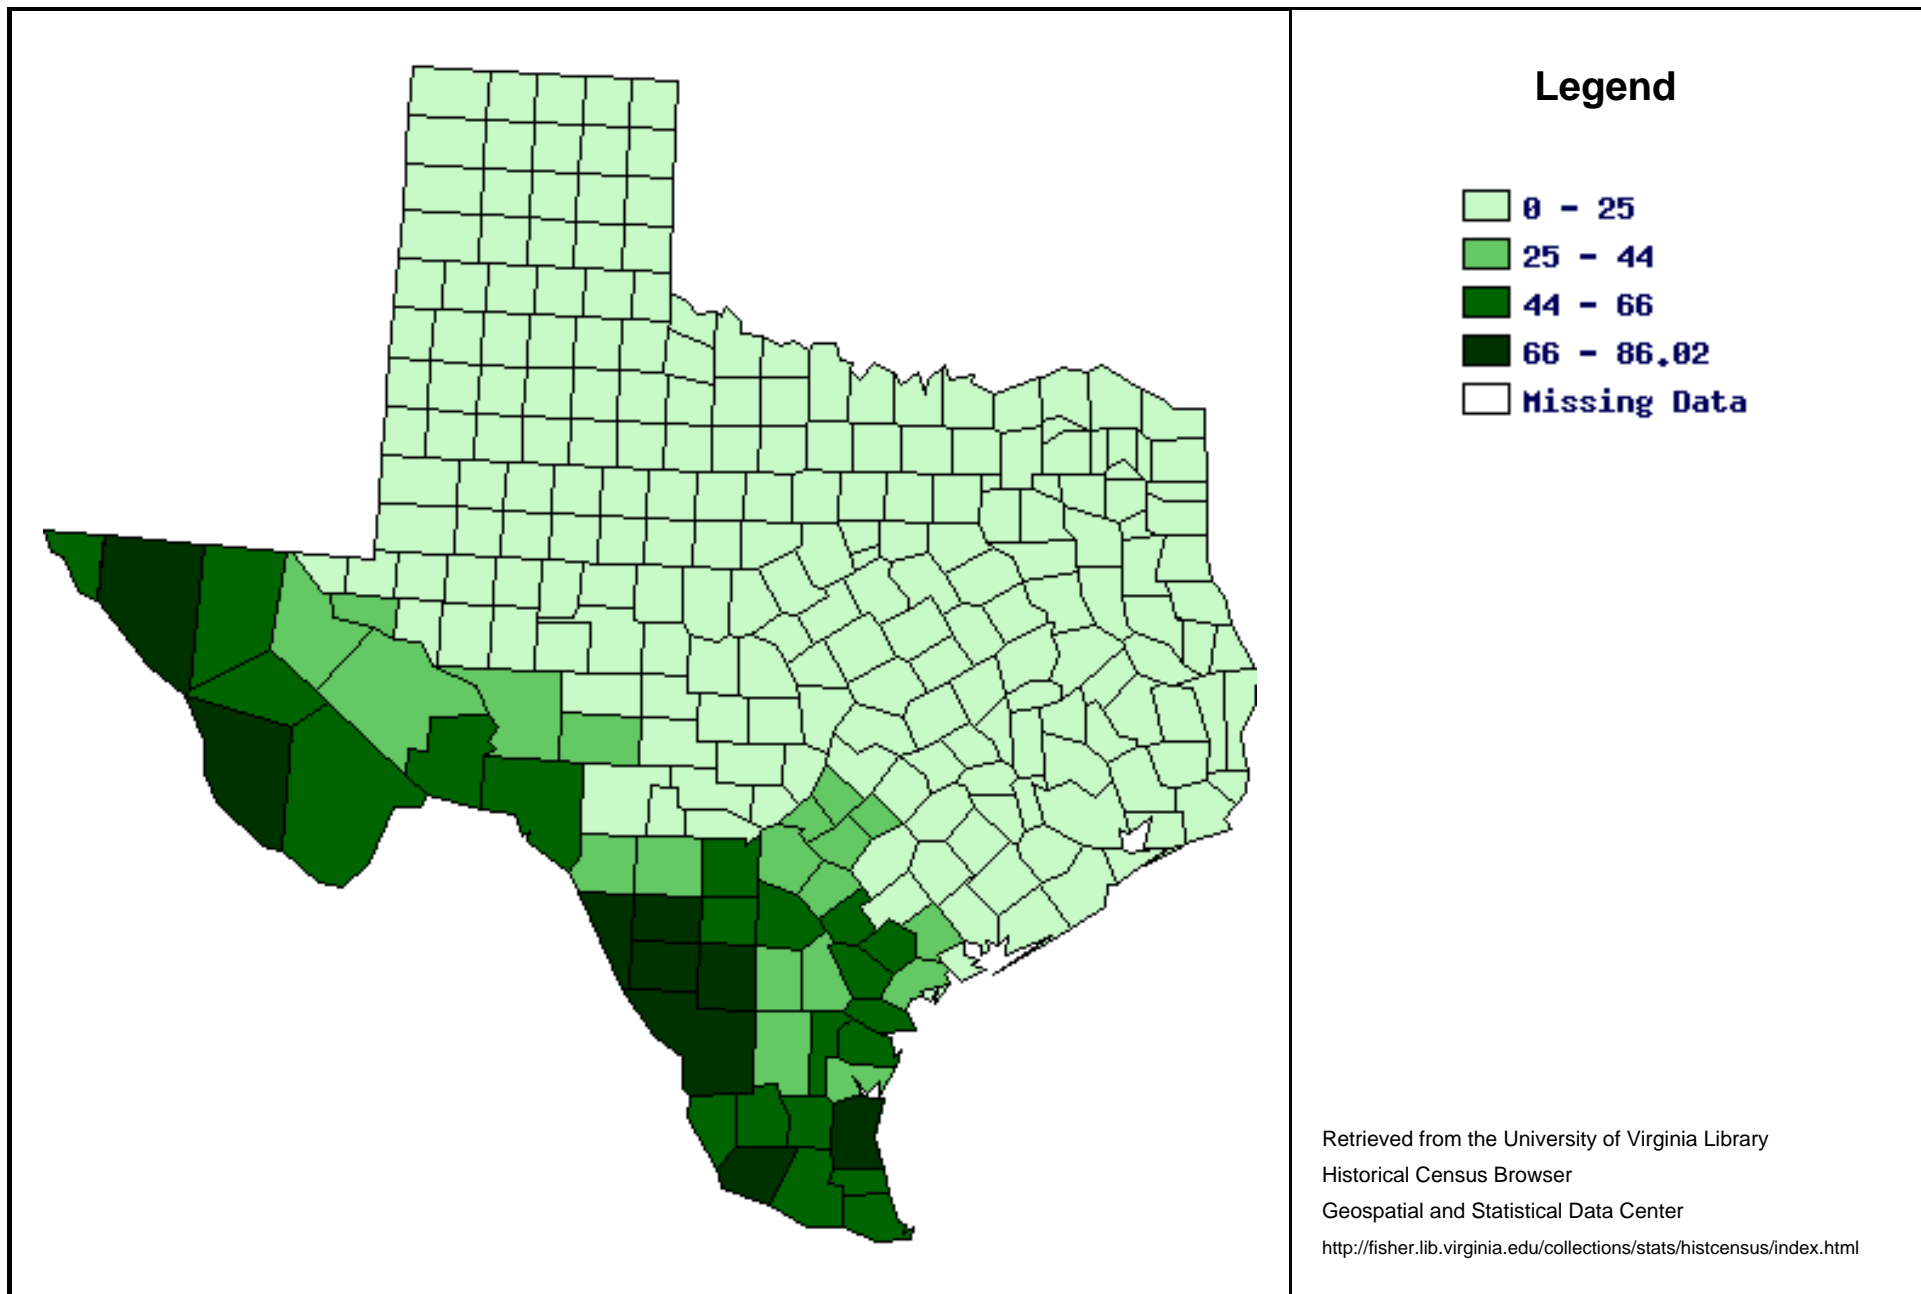 Legend
0 - 25
25 - 44
44 - 66
66 - 86.02
Missing Data
Retrieved from the University of Virginia Library
Historical Census Browser
Geospatial and Statistical Data Center
http://fisher.lib.virginia.edu/collections/stats/histcensus/index.html